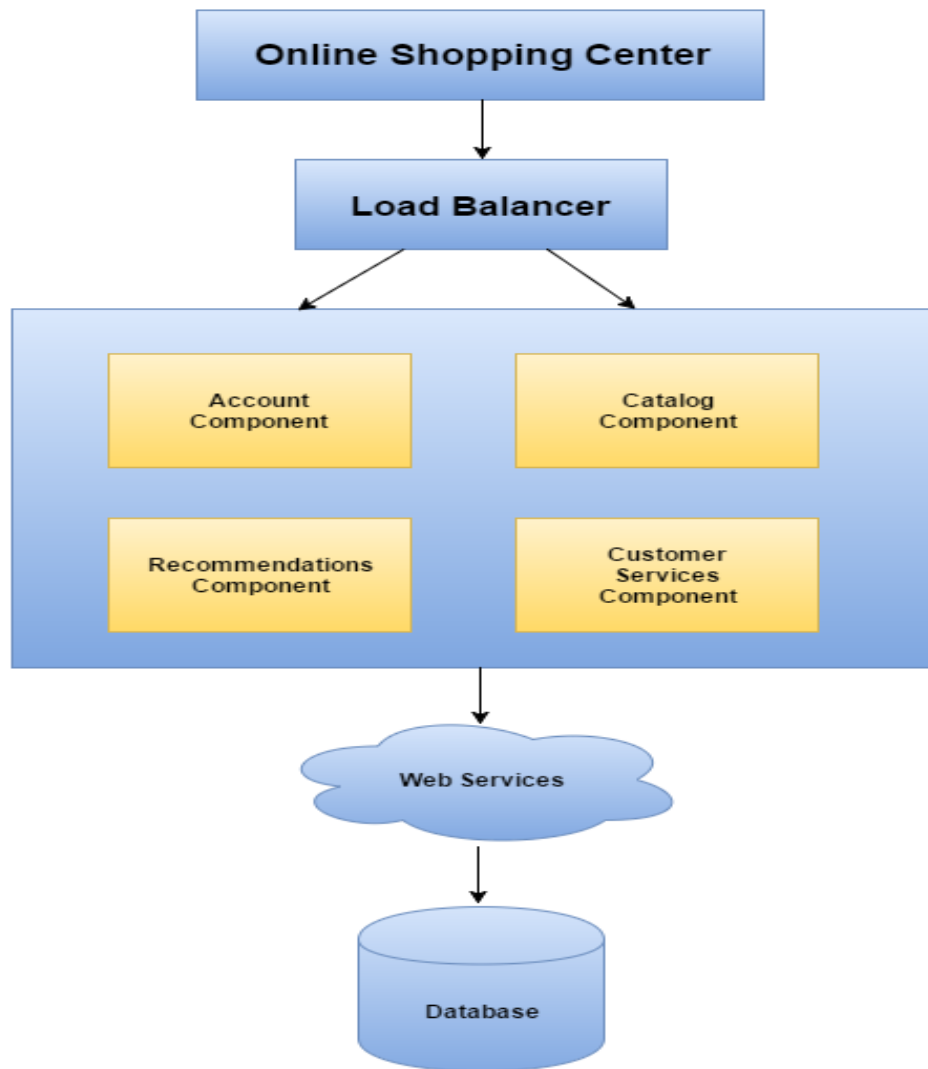 Online Shopping Center
Load Balancer
Account
Component
Catalog
Component
Recommendations
Component
Customer
Services
Component
Web Services
Database